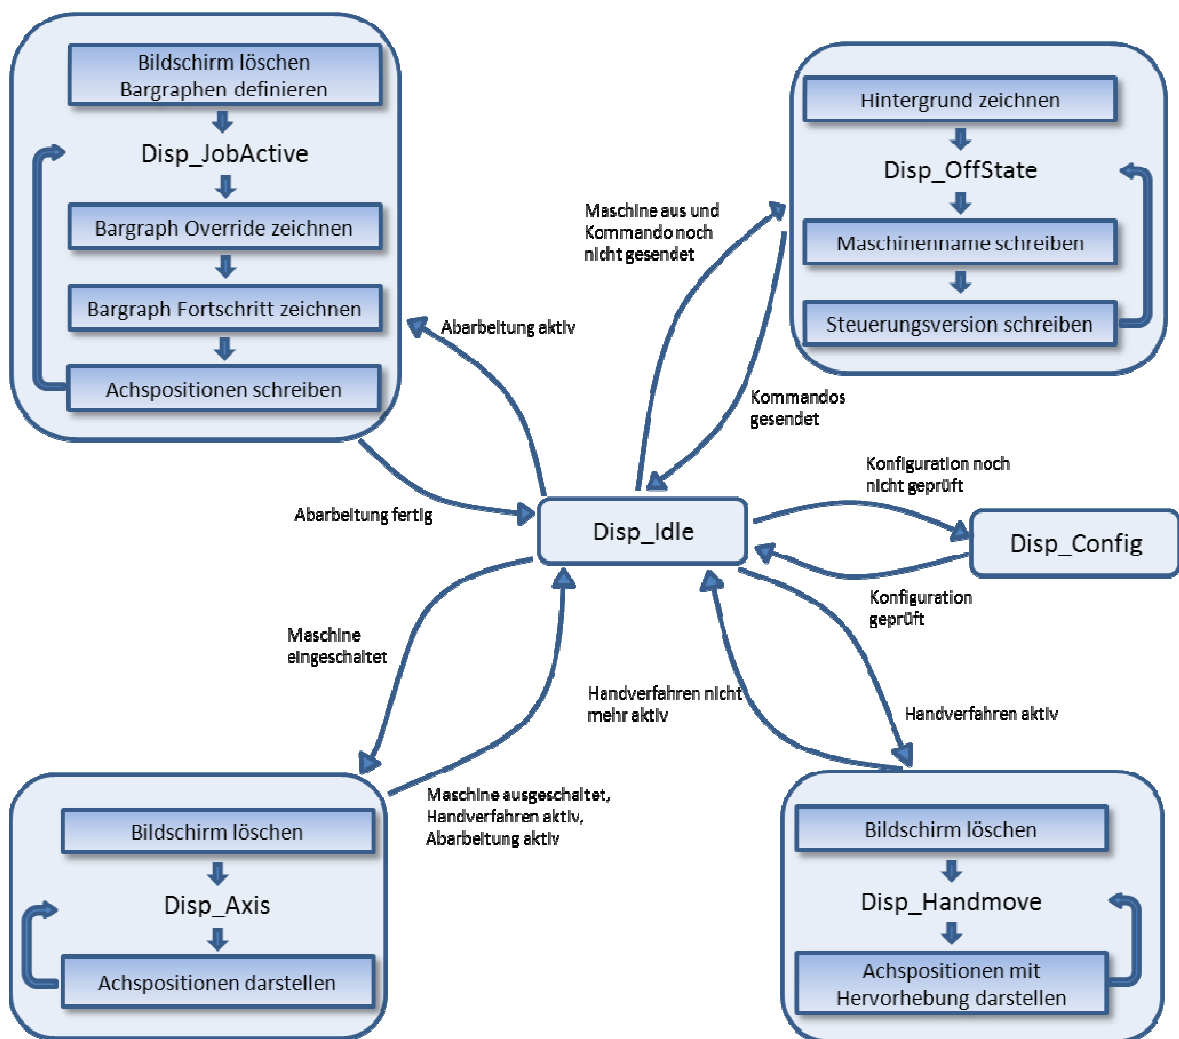 Bildschirm löschen
Bargraphen definieren
Disp_JobActive
Bargraph Override zeichnen
Bargraph Fortschritt zeichnen
Achspositionen schreiben
Hintergrund zeichnen
Disp_OffState
Maschinenname schreiben
Steuerungsversion schreiben
Maschine aus und
Kommando noch
nicht gesendet
Abarbeitung aktiv
Kommandos
gesendet
Abarbeitung fertig
Konfiguration noch
nicht geprüft
Disp_Idle
Disp_Config
Konfiguration
geprüft
Maschine
eingeschaltet
Handverfahren nicht
mehr aktiv
Handverfahren aktiv
Maschine ausgeschaltet,
Handverfahren aktiv,
Abarbeitung aktiv
Bildschirm löschen
Disp_Axis
Achspositionen darstellen
Bildschirm löschen
Disp_Handmove
Achspositionen mit
Hervorhebung darstellen